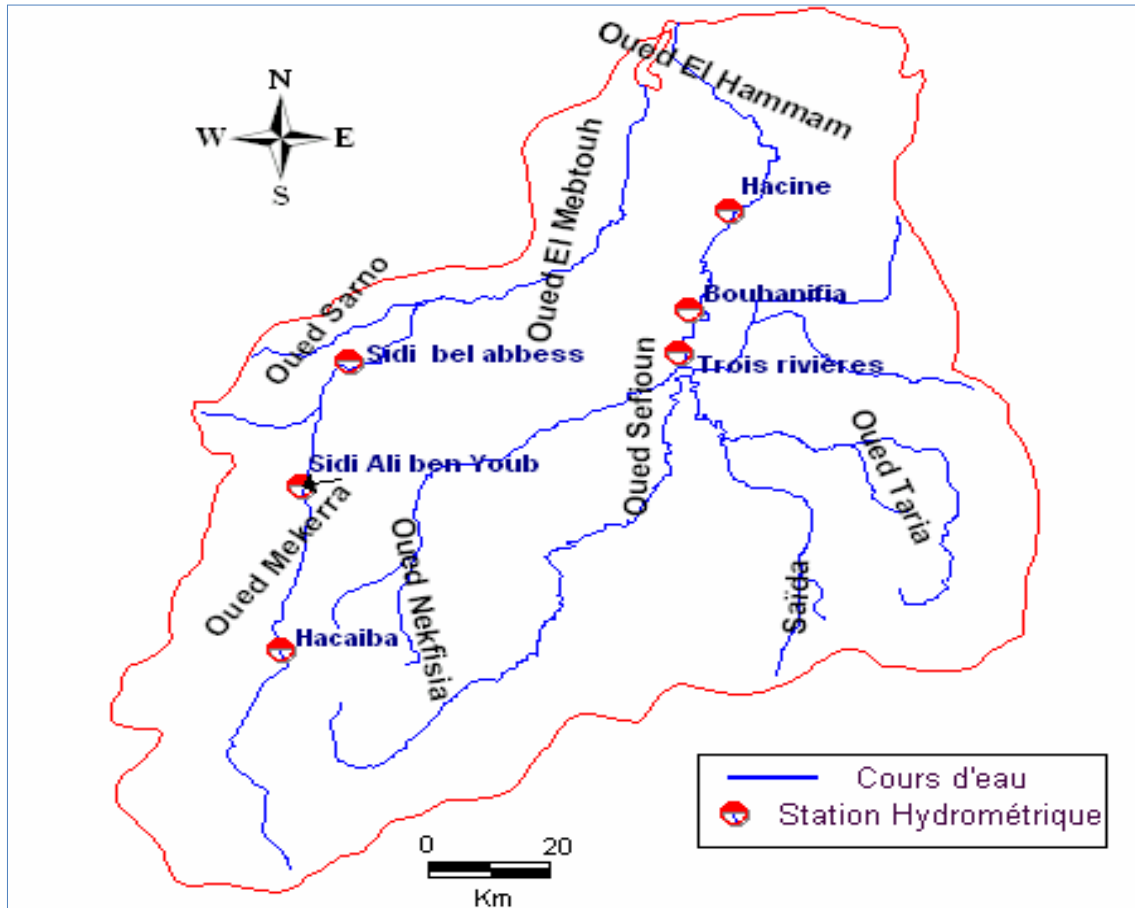 Oued El Hammam
N
W E
S
Hacine
Oued El Mebtouh
Bouhanifia
Oued Sarno
Sidi bel abbess
Trois rivières
Oued Sefioun
Oued Taria
Sidi Ali ben Youb
Oued Mekerra
Oued Nekfisia
Saïda
Hacaiba
Cours d'eau
Station Hydrométrique
0 20
Km